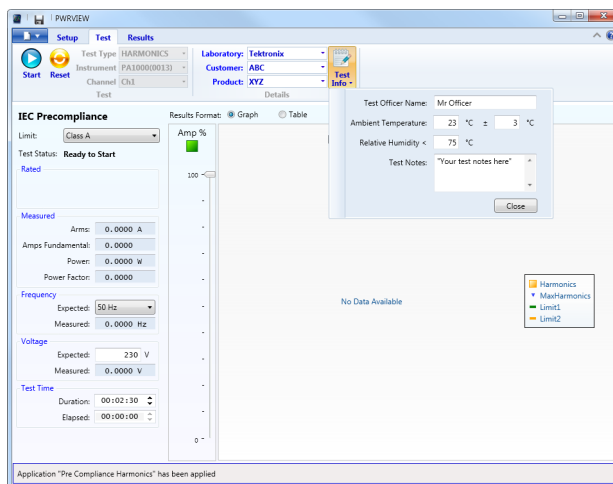 PWRVIEW
Setup Test Results
Start
Reset
Test Type HARMONICS
Instrument PA1000(0013)
Channel Ch1
Test
Laboratory: Tektronix
Customer: ABC
Product: XYZ
Details
Test
Info
Test Officer Name: Mr Officer
Ambient Temperature: 23 °C ± 3 °C
Relative Humidity < 75 °C
Test Notes: "Your test notes here"
Close
IEC Precompliance
Limit: Class A
Test Status: Ready to Start
Rated
Measured
Arms: 0.0000 A
Amps Fundamental: 0.0000
Power: 0.0000 W
Power Factor: 0.0000
Frequency
Expected: 50 Hz
Measured: 0.0000 Hz
Voltage
Expected: 230 V
Measured: 0.0000 V
Test Time
Duration: 00:02:30
Elapsed: 00:00:00
Results Format: Graph Table
Amp %
100
0
No Data Available
Harmonics
MaxHarmonics
Limit1
Limit2
Application "Pre Compliance Harmonics" has been applied